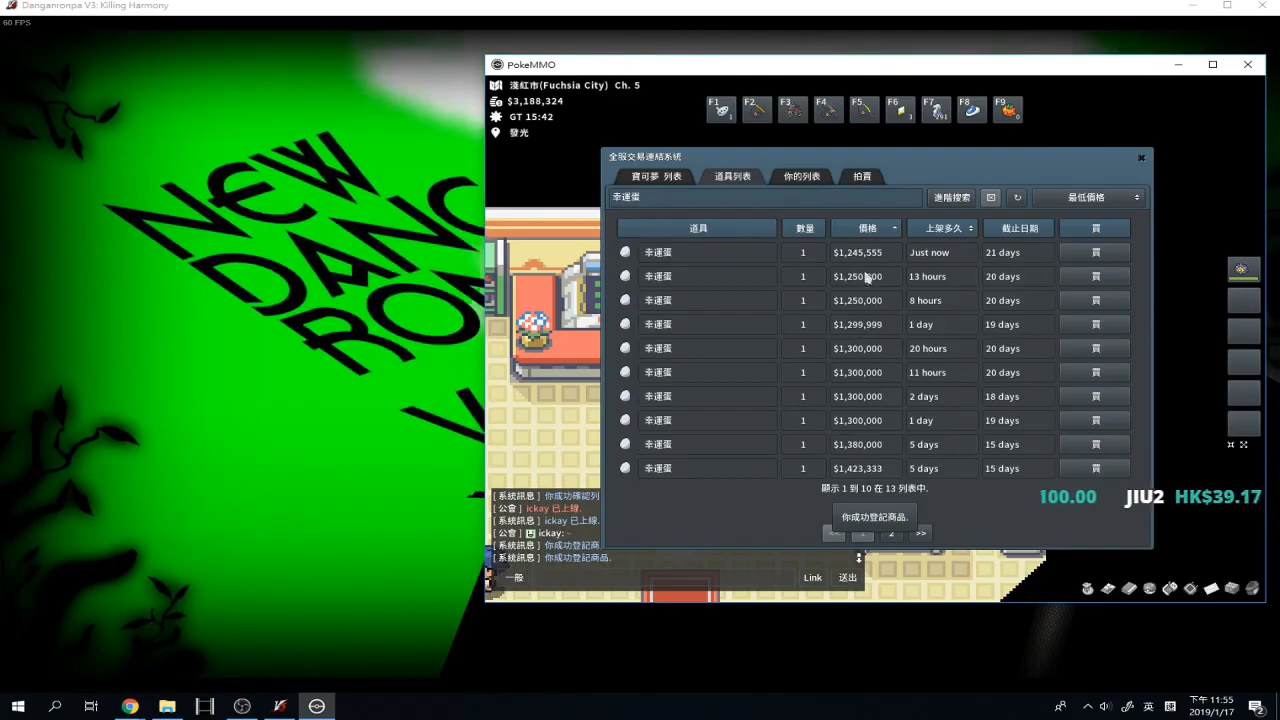 Danganronpa V3: Killing Harmony
60 FPS
NEW
DANGANRONPA
V
PokeMMO
淺紅市(Fuchsia City) Ch. 5
$3,188,324
GT 15:42
發光
F1 F2 F3 F4 F5 F6 F7 F8 F9
1 3 291 0
全服交易連結系統
寶可夢 列表 道具列表 你的列表 拍賣
幸運蛋 進階搜索 最低價格
道具 數量 價格 上架多久 截止日期 買
幸運蛋 1 $1,245,555 Just now 21 days 買
幸運蛋 1 $1,250,000 13 hours 20 days 買
幸運蛋 1 $1,250,000 8 hours 20 days 買
幸運蛋 1 $1,299,999 1 day 19 days 買
幸運蛋 1 $1,300,000 20 hours 20 days 買
幸運蛋 1 $1,300,000 11 hours 20 days 買
幸運蛋 1 $1,300,000 2 days 18 days 買
幸運蛋 1 $1,300,000 1 day 19 days 買
幸運蛋 1 $1,380,000 5 days 15 days 買
幸運蛋 1 $1,423,333 5 days 15 days 買
顯示 1 到 10 在 13 列表中.
你成功登記商品.
<< 1 2 >>
100.00 JIU2 HK$39.17
[ 系統訊息 ] 你成功確認列
[ 公會 ] ickay 已上線.
[ 系統訊息 ] ickay 已上線.
[ 公會 ] ickay: ~
[ 系統訊息 ] 你成功登記商
[ 系統訊息 ] 你成功登記商品.
一般 Link 送出
英
下午 11:55
2019/1/17
2